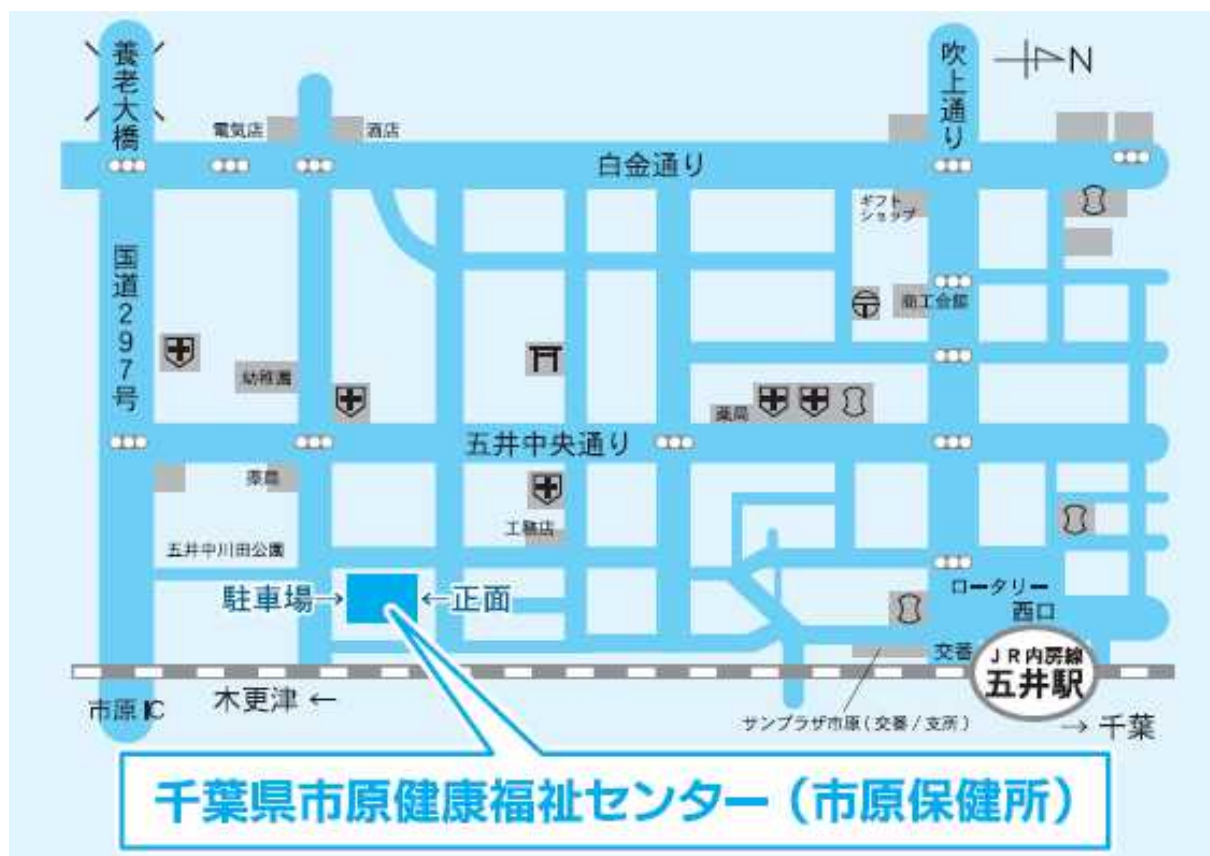 養老大橋
吹上通り
N
電気店
酒店
白金通り
ギフト
ショップ
国道297号
商工会館
幼稚園
薬局
五井中央通り
薬局
工務店
五井中川田公園
ロータリー
駐車場→
←正面
西口
交番
JR内房線
五井駅
木更津 ←
市原IC
サンプラザ市原(交番/支所)
→ 千葉
千葉県市原健康福祉センター(市原保健所)